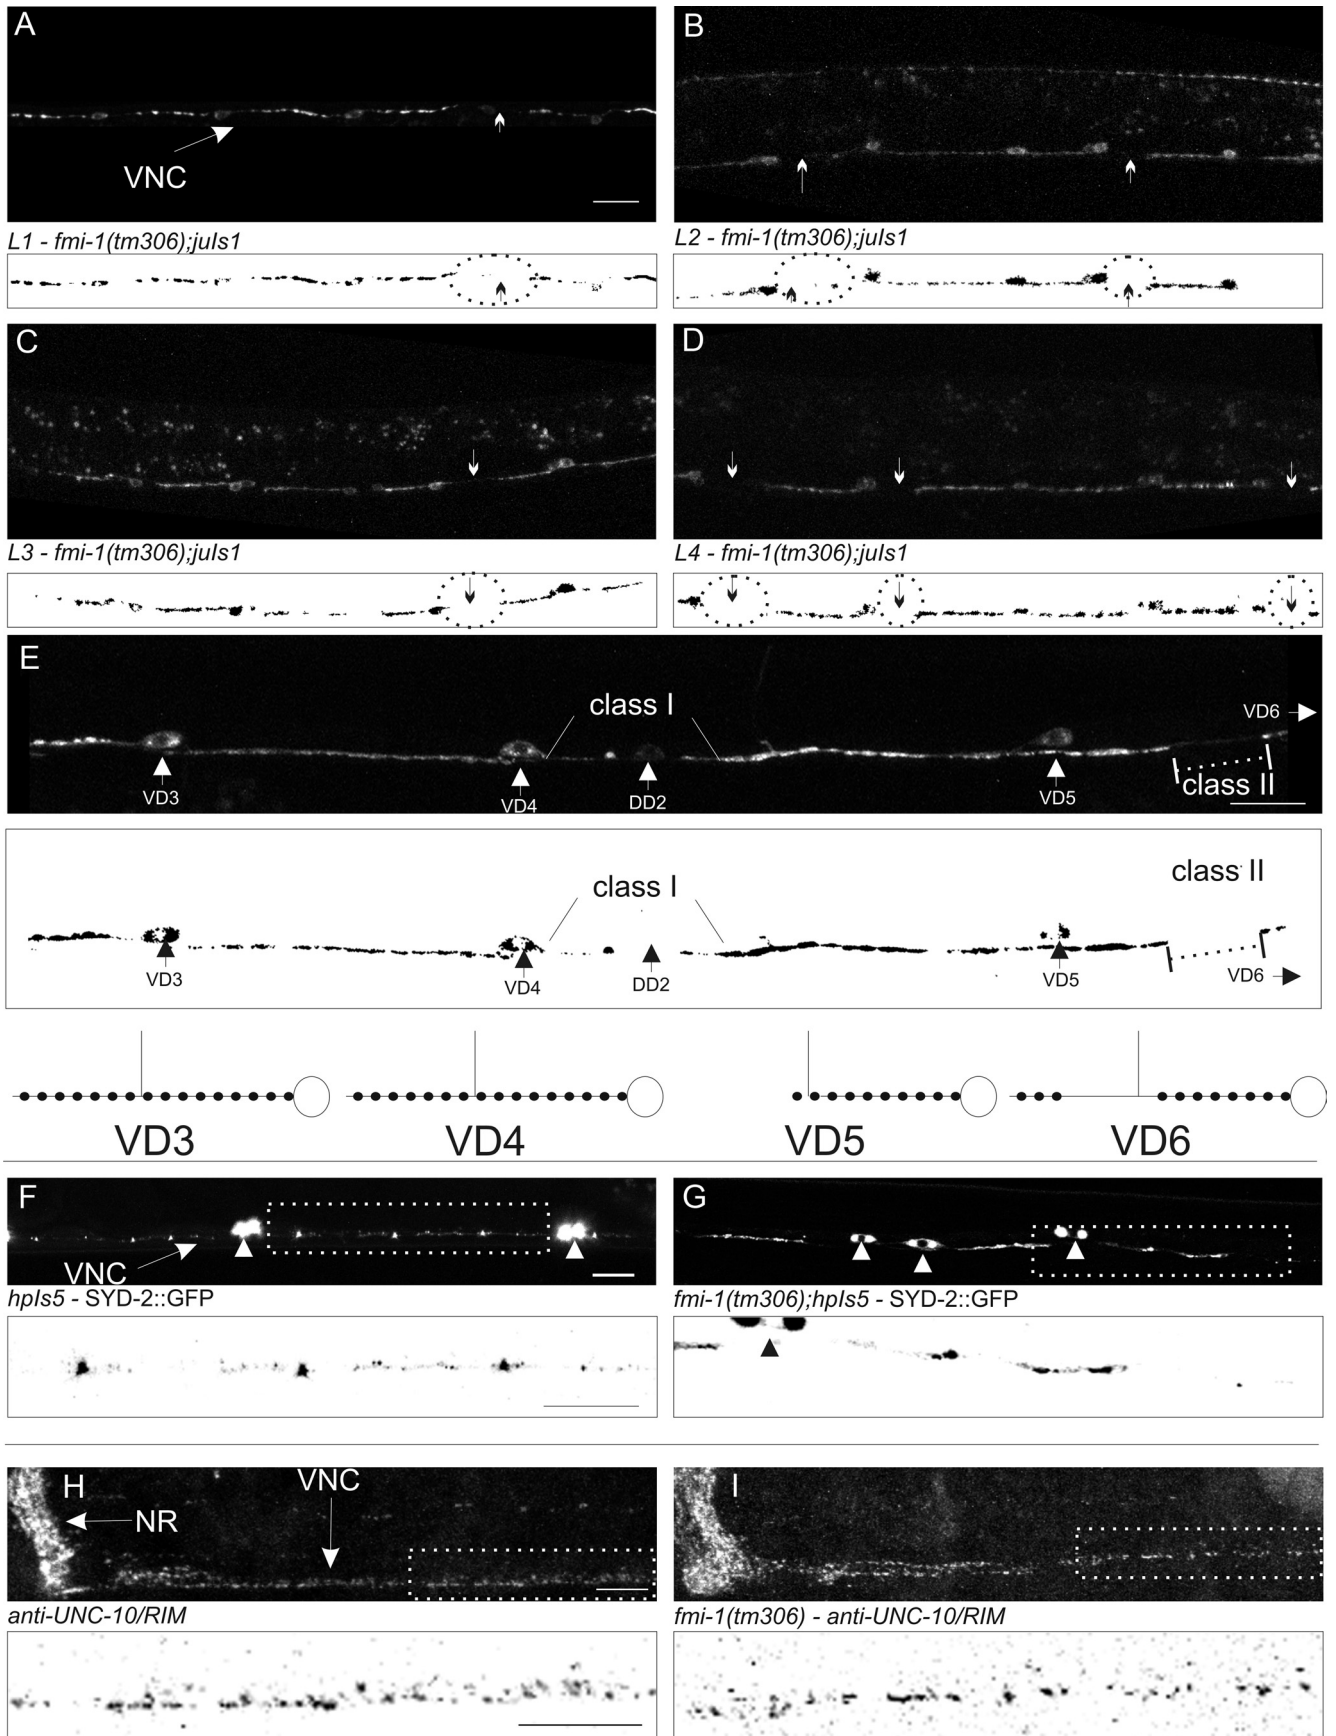 A
B
VNC
L1 - fmi-1(tm306);juIs1
L2 - fmi-1(tm306);juIs1
C
D
L3 - fmi-1(tm306);juIs1
L4 - fmi-1(tm306);juIs1
E
class I
VD6
VD3
VD4
DD2
VD5
class II
class I
class II
VD3
VD4
DD2
VD5
VD6
VD3
VD4
VD5
VD6
F
G
VNC
hpIs5 - SYD-2::GFP
fmi-1(tm306);hpIs5 - SYD-2::GFP
H
VNC
I
NR
anti-UNC-10/RIM
fmi-1(tm306) - anti-UNC-10/RIM